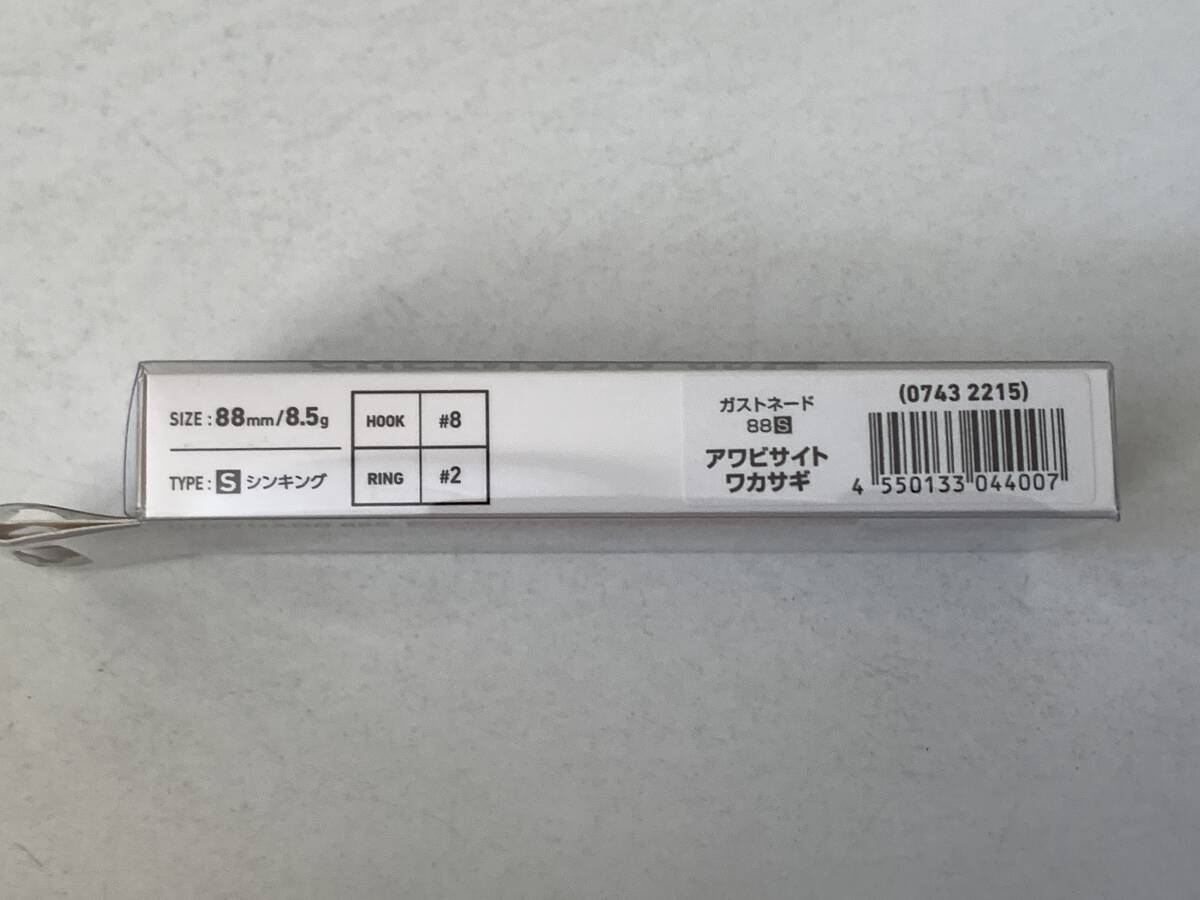 SIZE : 88mm/8.5g
TYPE : S シンキング
HOOK #8
RING #2
ガストネード
88S
アワビサイト
ワカサギ
(0743 2215)
4 550133 044007